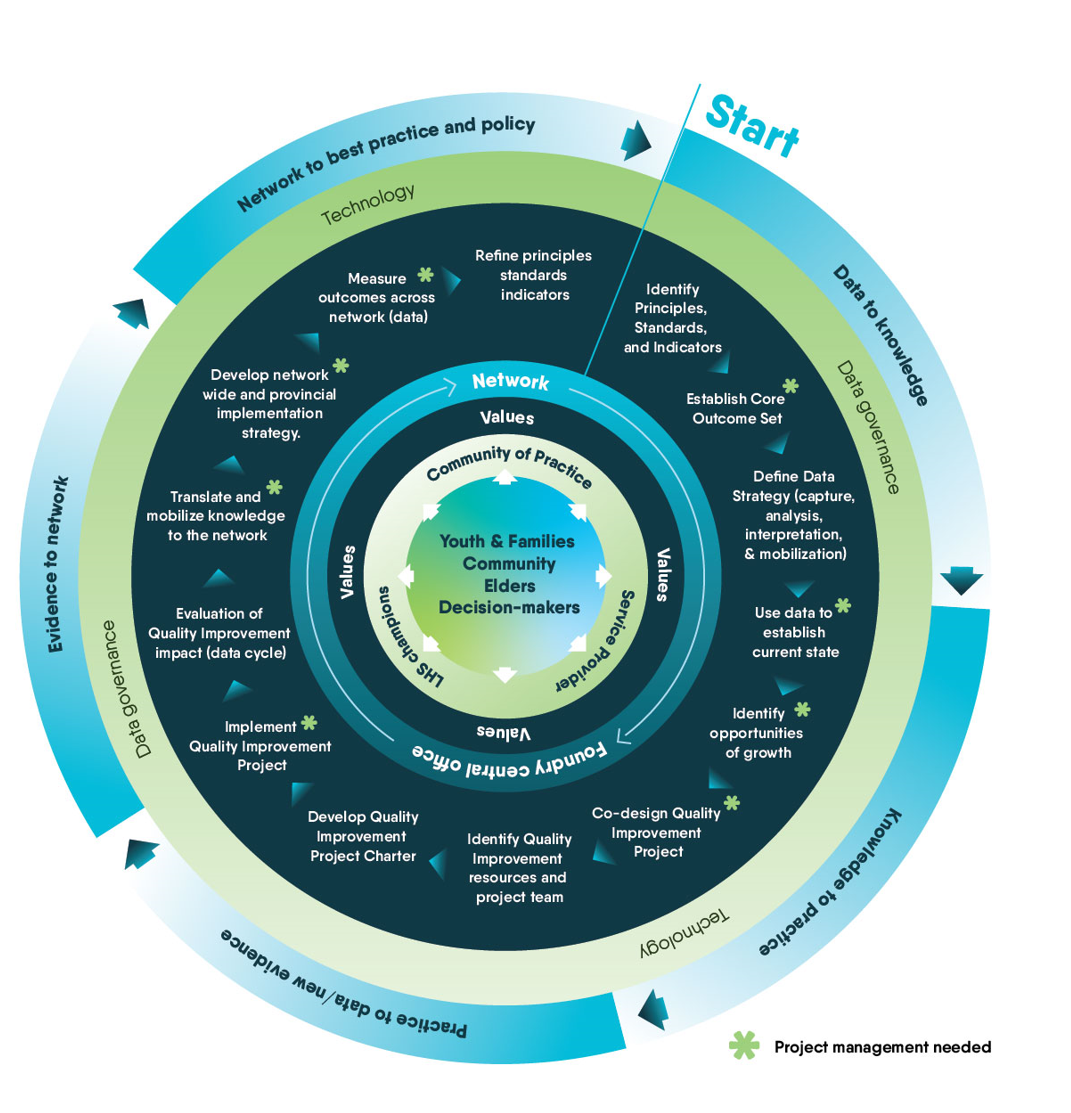 Start
Data to knowledge
Knowledge to practice
Practice to data/new evidence
Evidence to network
Network to best practice and policy
Technology
Data governance
Technology
Data governance
Identify
Principles,
Standards,
and Indicators
Establish Core
Outcome Set
Define Data
Strategy (capture,
analysis,
interpretation,
& mobilization)
Use data to
establish
current state
Identify
opportunities
of growth
Co-design Quality
Improvement
Project
Identify Quality
Improvement
resources and
project team
Develop Quality
Improvement
Project Charter
Implement
Quality Improvement
Project
Evaluation of
Quality Improvement
impact (data cycle)
Translate and
mobilize knowledge
to the network
Develop network
wide and provincial
implementation
strategy.
Measure
outcomes across
network (data)
Refine principles
standards
indicators
Network
Foundry central office
Values
Values
Values
Values
Community of Practice
Service Provider
LHS champions
Youth & Families
Community
Elders
Decision-makers
Project management needed